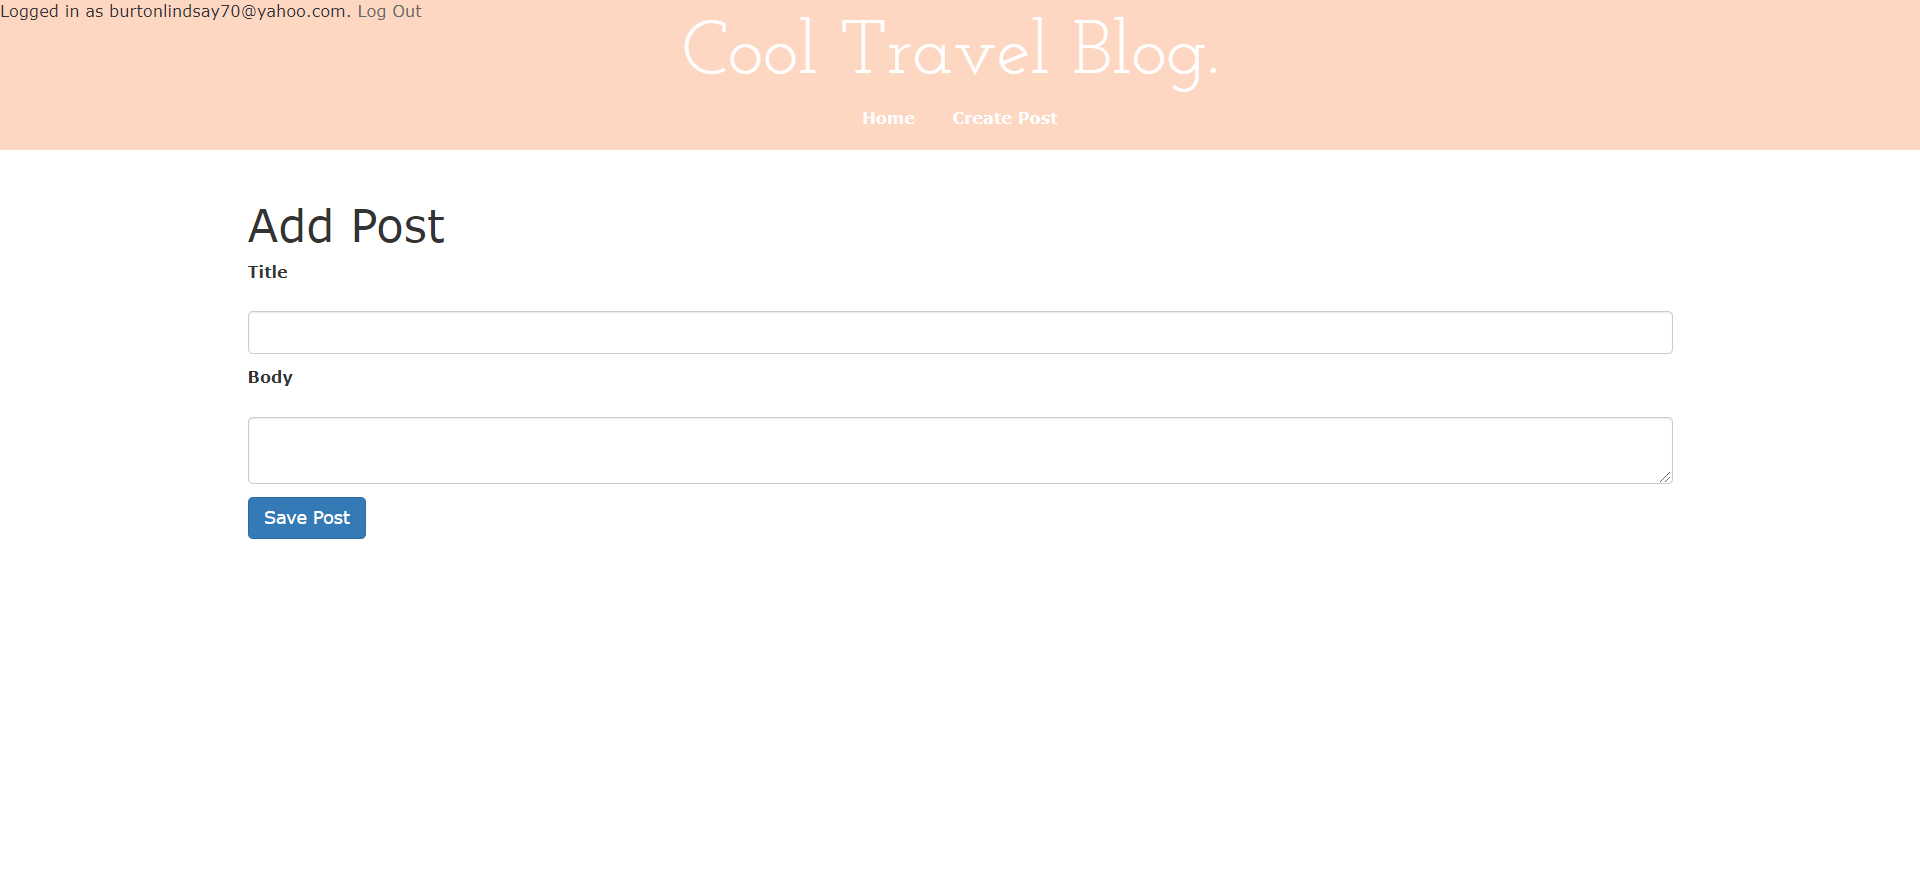 Logged in as burtonlindsay70@yahoo.com. Log Out
Cool Travel Blog.
Home Create Post
Add Post
Title
Body
Save Post